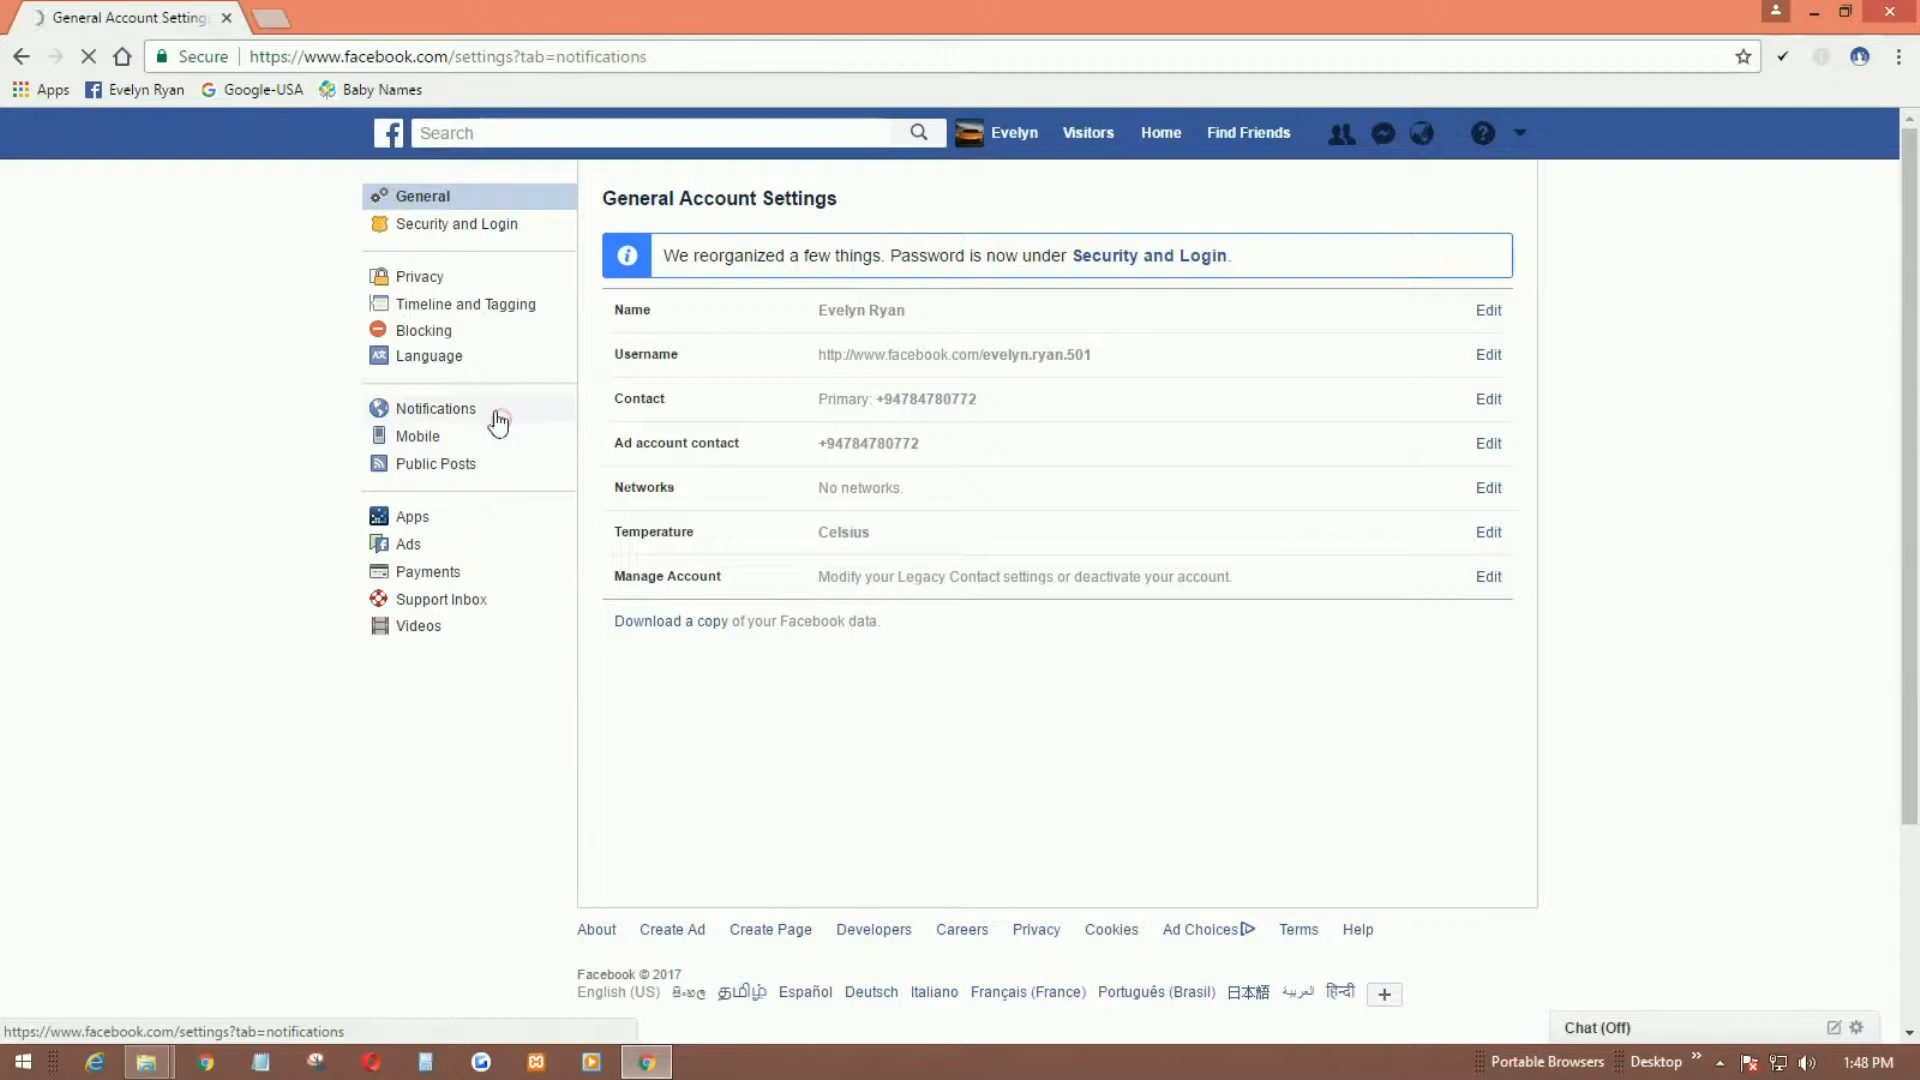 General Account Setting
Secure https://www.facebook.com/settings?tab=notifications
Apps Evelyn Ryan Google-USA Baby Names
Search Evelyn Visitors Home Find Friends
General
Security and Login
Privacy
Timeline and Tagging
Blocking
Language
Notifications
Mobile
Public Posts
Apps
Ads
Payments
Support Inbox
Videos
General Account Settings
We reorganized a few things. Password is now under Security and Login.
Name Evelyn Ryan Edit
Username http://www.facebook.com/evelyn.ryan.501 Edit
Contact Primary: +94784780772 Edit
Ad account contact +94784780772 Edit
Networks No networks. Edit
Temperature Celsius Edit
Manage Account Modify your Legacy Contact settings or deactivate your account. Edit
Download a copy of your Facebook data.
About Create Ad Create Page Developers Careers Privacy Cookies Ad Choices Terms Help
Facebook © 2017
English (US) සිංහල தமிழ் Español Deutsch Italiano Français (France) Português (Brasil) 日本語 العربية हिन्दी +
https://www.facebook.com/settings?tab=notifications
Chat (Off)
Portable Browsers Desktop 1:48 PM